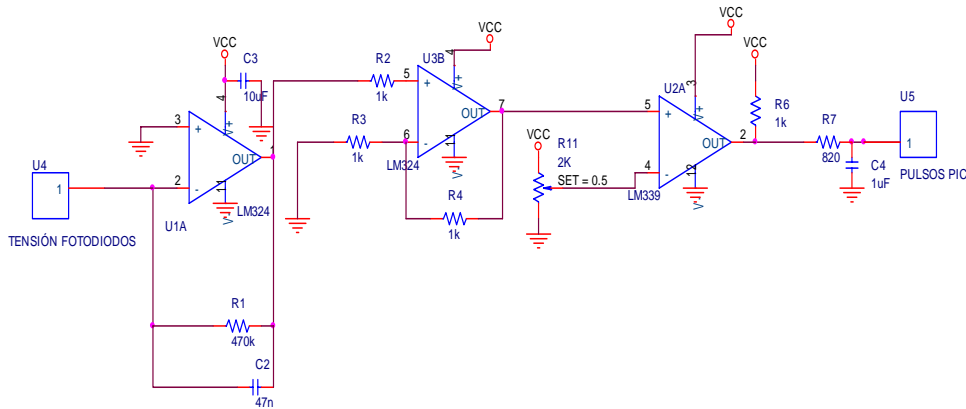 U4
1
TENSIÓN FOTODIODOS
VCC
C3
10uF
4
3
+
V+
OUT
1
2
-
11
V-
LM324
U1A
R1
470k
C2
47n
R2
1k
R3
1k
U3B
VCC
4
5
+
V+
OUT
7
6
-
11
V-
LM324
R4
1k
VCC
R11
2K
SET = 0.5
U2A
VCC
3
5
+
V+
OUT
2
4
-
12
V-
LM339
VCC
R6
1k
R7
820
C4
1uF
U5
1
PULSOS PIC